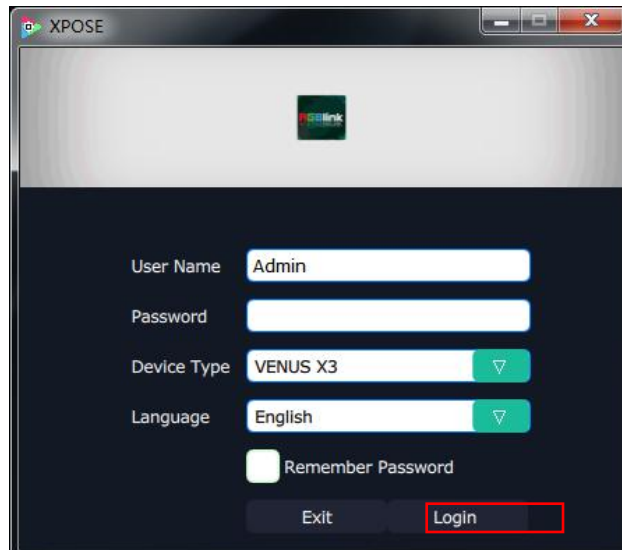 XPOSE
RGBlink
User Name Admin
Password
Device Type VENUS X3
Language English
Remember Password
Exit Login